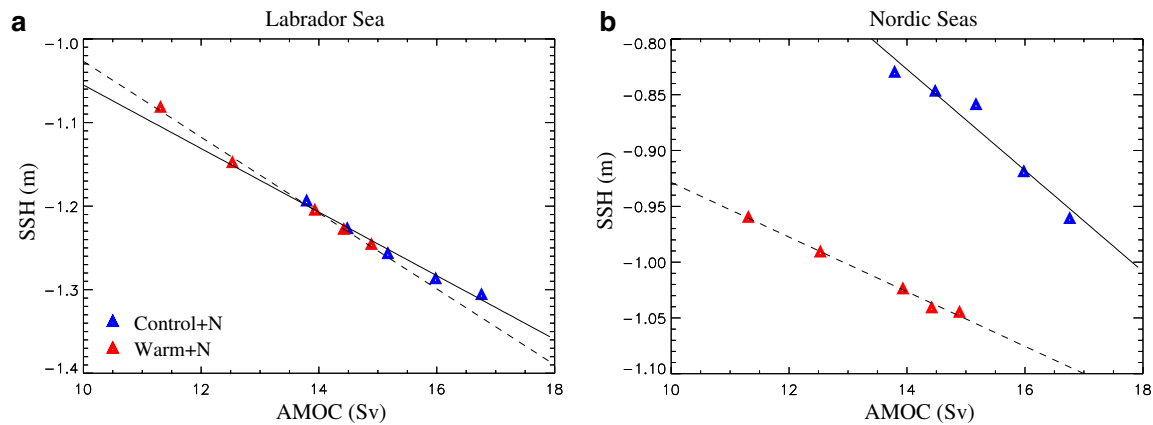 a
Labrador Sea
−1.0
−1.1
−1.2
−1.3
−1.4
SSH (m)
Control+N
Warm+N
10 12 14 16 18
AMOC (Sv)
b
Nordic Seas
−0.80
−0.85
−0.90
−0.95
−1.00
−1.05
−1.10
SSH (m)
10 12 14 16 18
AMOC (Sv)